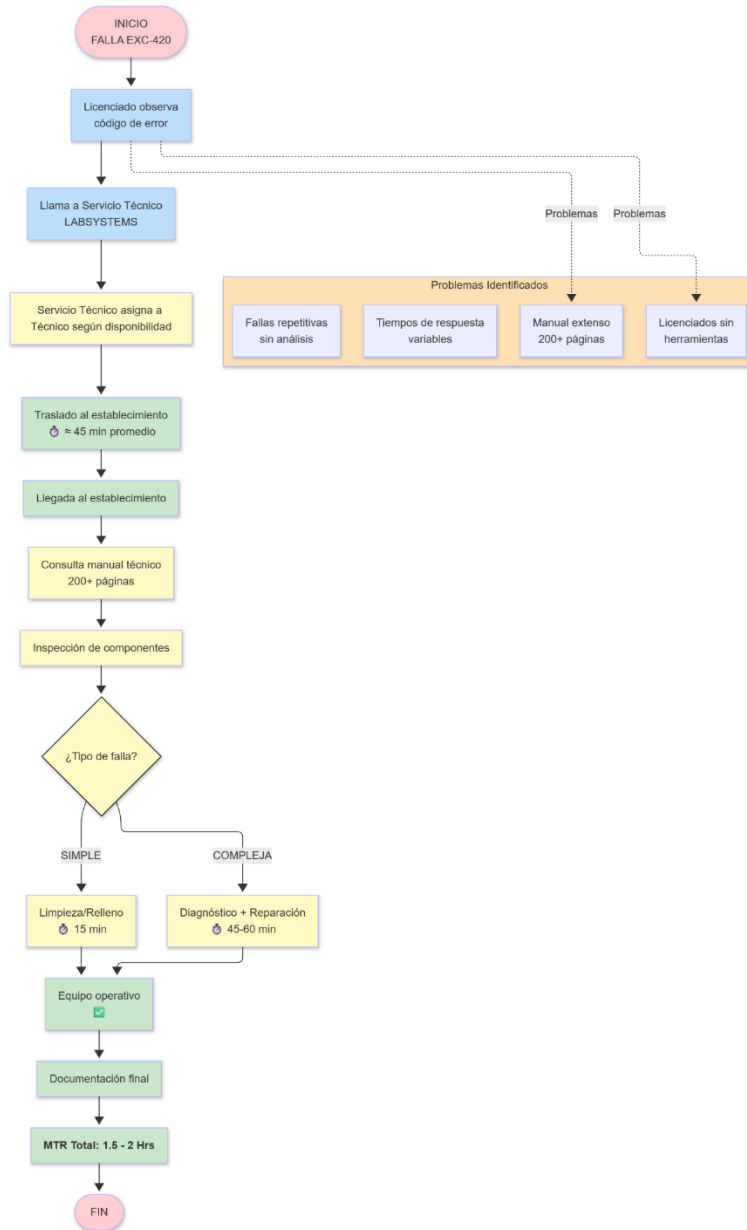 INICIO
FALLA EXC-420
Licenciado observa
código de error
Llama a Servicio Técnico
LABSYSTEMS
Problemas
Problemas
Servicio Técnico asigna a
Técnico según disponibilidad
Problemas Identificados
Fallas repetitivas
sin análisis
Tiempos de respuesta
variables
Manual extenso
200+ páginas
Licenciados sin
herramientas
Traslado al establecimiento
⏱ ≈ 45 min promedio
Llegada al establecimiento
Consulta manual técnico
200+ páginas
Inspección de componentes
¿Tipo de falla?
SIMPLE
COMPLEJA
Limpieza/Relleno
⏱ 15 min
Diagnóstico + Reparación
⏱ 45-60 min
Equipo operativo
✅
Documentación final
MTR Total: 1.5 - 2 Hrs
FIN